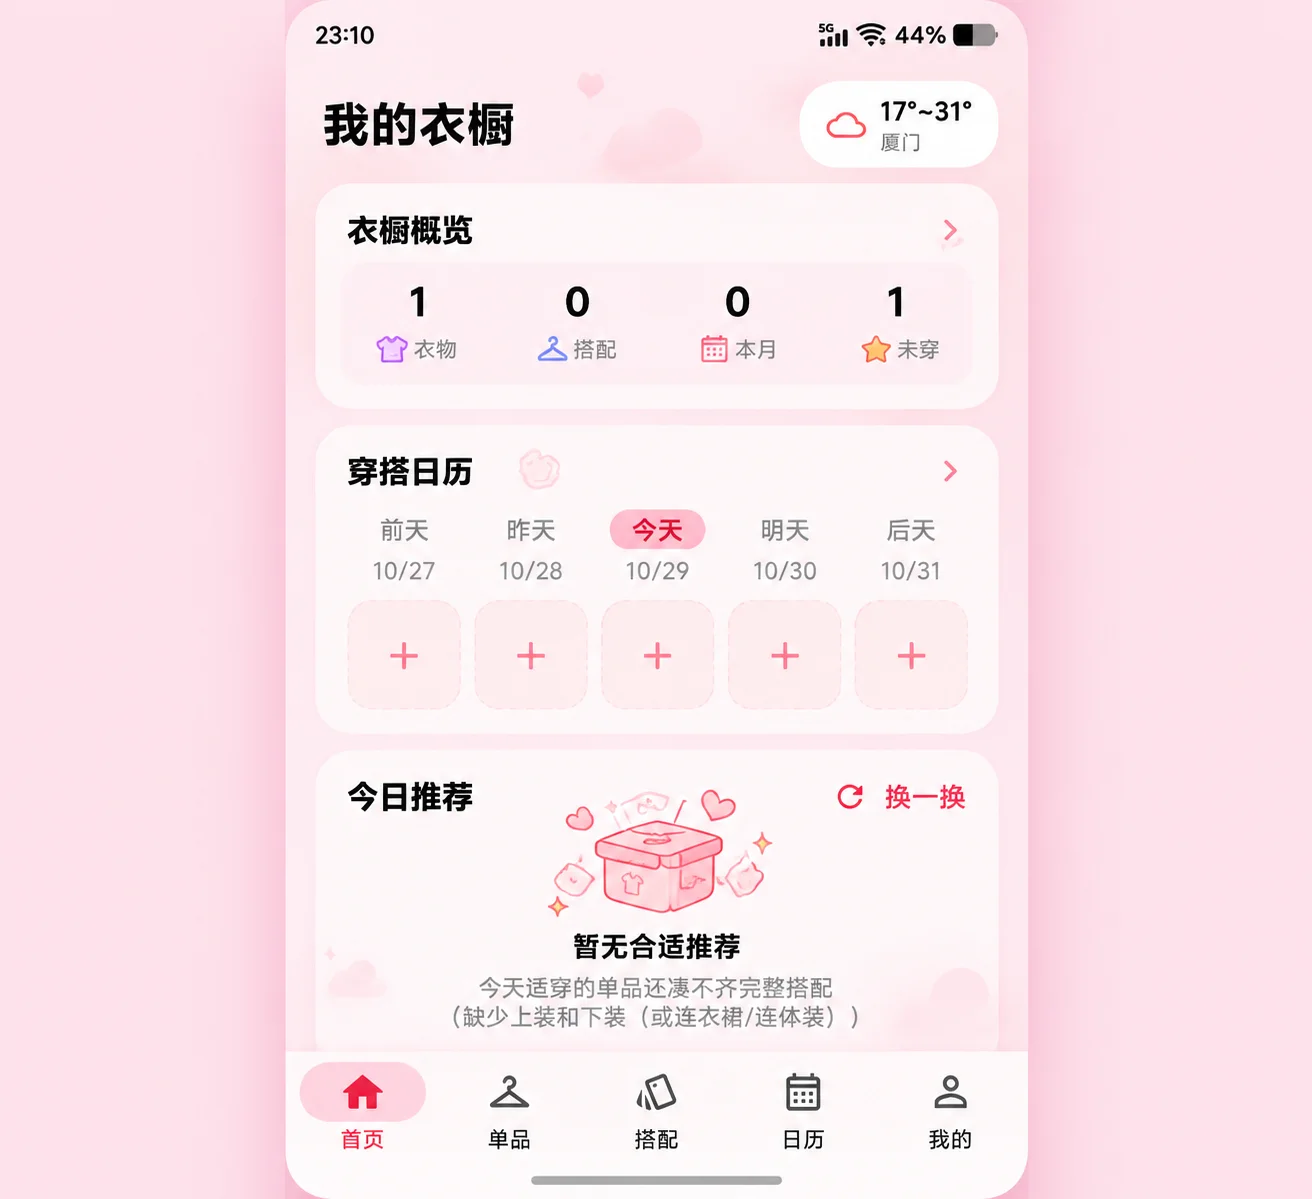 23:10
5G 44%
我的衣橱
17°~31°
厦门
衣橱概览
1 0 0 1
衣物 搭配 本月 未穿
穿搭日历
前天 昨天 今天 明天 后天
10/27 10/28 10/29 10/30 10/31
+ + + + +
今日推荐 换一换
暂无合适推荐
今天适穿的单品还凑不齐完整搭配
（缺少上装和下装（或连衣裙/连体装））
首页 单品 搭配 日历 我的